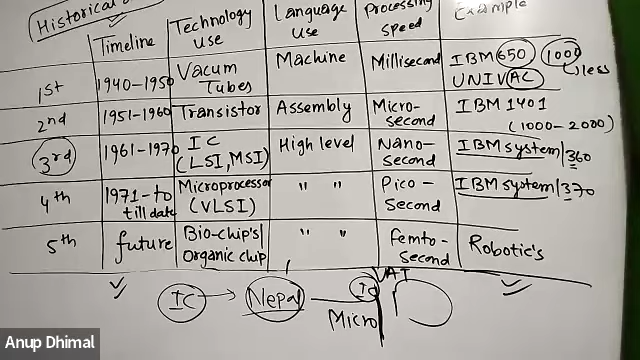 Historical
Timeline
Technology use
Language use
Processing speed
Example
1st
1940-1950
Vacum Tubes
Machine
Millisecond
IBM 650 1000 less
UNIVAC
2nd
1951-1960
Transistor
Assembly
Micro-second
IBM 1401
(1000-2000)
3rd
1961-1970
IC (LSI, MSI)
High level
Nano-second
IBM system/360
4th
1971-to till date
Microprocessor (VLSI)
" "
Pico-Second
IBM system/370
5th
future
Bio-chip's/ Organic chip
" "
femto-Second
Robotic's
IC → Nepal
IC
VAT
Micro
Anup Dhimal